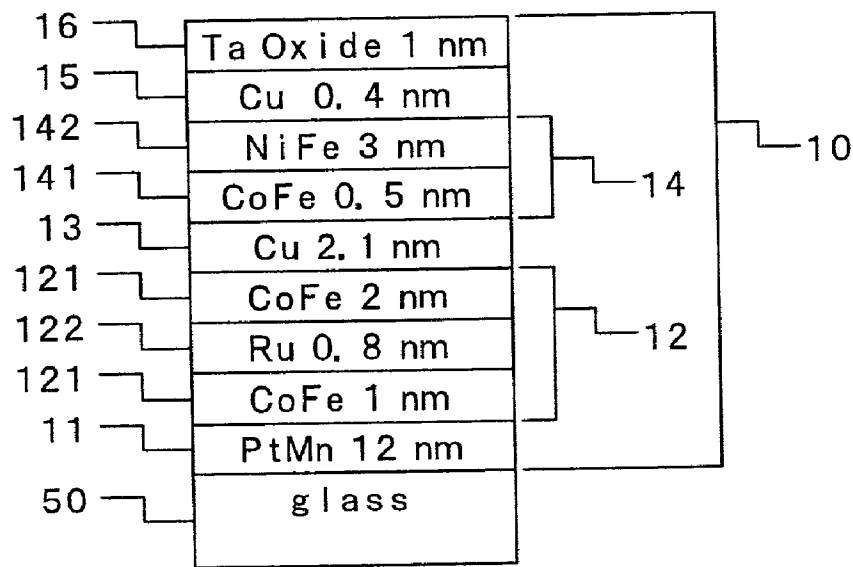 16 Ta Oxide 1 nm
15 Cu 0.4 nm
142 NiFe 3 nm 10
141 CoFe 0.5 nm 14
13 Cu 2.1 nm
121 CoFe 2 nm
122 Ru 0.8 nm 12
121 CoFe 1 nm
11 PtMn 12 nm
50 glass